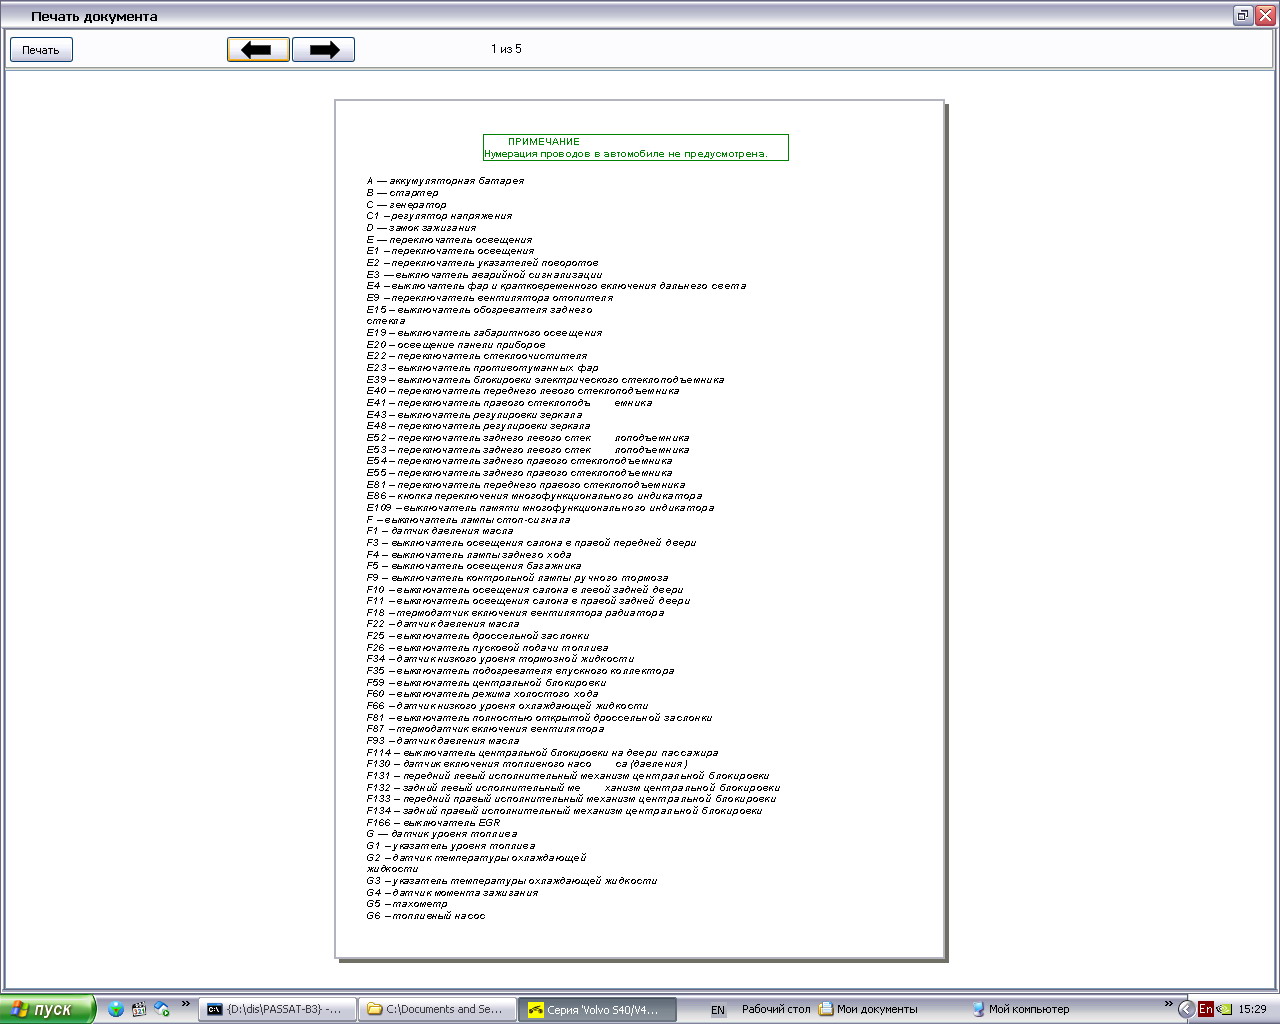 Печать документа
Печать
1 из 5
ПРИМЕЧАНИЕ
Нумерация проводов в автомобиле не предусмотрена.
A — аккумуляторная батарея
B — стартер
C — генератор
C1 – регулятор напряжения
D — замок зажигания
E — переключатель освещения
E1 – переключатель освещения
E2 – переключатель указателей поворотов
E3 — выключатель аварийной сигнализации
E4 – выключатель фар и кратковременного включения дальнего света
E9 – переключатель вентилятора отопителя
E15 – выключатель обогревателя заднего
стекла
E19 – выключатель габаритного освещения
E20 – освещение панели приборов
E22 – переключатель стеклоочистителя
E23 – выключатель противотуманных фар
E39 – выключатель блокировки электрического стеклоподъемника
E40 – переключатель переднего левого стеклоподъемника
E41 – переключатель правого стеклоподъ емника
E43 – выключатель регулировки зеркала
E48 – переключатель регулировки зеркала
E52 – переключатель заднего левого стек лоподъемника
E53 – переключатель заднего левого стек лоподъемника
E54 – переключатель заднего правого стеклоподъемника
E55 – переключатель заднего правого стеклоподъемника
E81 – переключатель переднего правого стеклоподъемника
E86 – кнопка переключения многофункционального индикатора
E109 – выключатель памяти многофункционального индикатора
F – выключатель лампы стоп-сигнала
F1 – датчик давления масла
F3 – выключатель освещения салона в правой передней двери
F4 – выключатель лампы заднего хода
F5 – выключатель освещения багажника
F9 – выключатель контрольной лампы ручного тормоза
F10 – выключатель освещения салона в левой задней двери
F11 – выключатель освещения салона в правой задней двери
F18 – термодатчик включения вентилятора радиатора
F22 – датчик давления масла
F25 – выключатель дроссельной заслонки
F26 – выключатель пусковой подачи топлива
F34 – датчик низкого уровня тормозной жидкости
F35 – выключатель подогревателя впускного коллектора
F59 – выключатель центральной блокировки
F60 – выключатель режима холостого хода
F66 – датчик низкого уровня охлаждающей жидкости
F81 – выключатель полностью открытой дроссельной заслонки
F87 – термодатчик включения вентилятора
F93 – датчик давления масла
F114 – выключатель центральной блокировки на двери пассажира
F130 – датчик включения топливного насо са (давления)
F131 – передний левый исполнительный механизм центральной блокировки
F132 – задний левый исполнительный ме ханизм центральной блокировки
F133 – передний правый исполнительный механизм центральной блокировки
F134 – задний правый исполнительный механизм центральной блокировки
F166 – выключатель EGR
G — датчик уровня топлива
G1 – указатель уровня топлива
G2 – датчик температуры охлаждающей
жидкости
G3 – указатель температуры охлаждающей жидкости
G4 – датчик момента зажигания
G5 – тахометр
G6 – топливный насос
пуск » {D:\dis\PASSAT-B3} -... C:\Documents and Se... Серия 'Volvo S40/V4... EN Рабочий стол Мои документы Мой компьютер » En 15:29